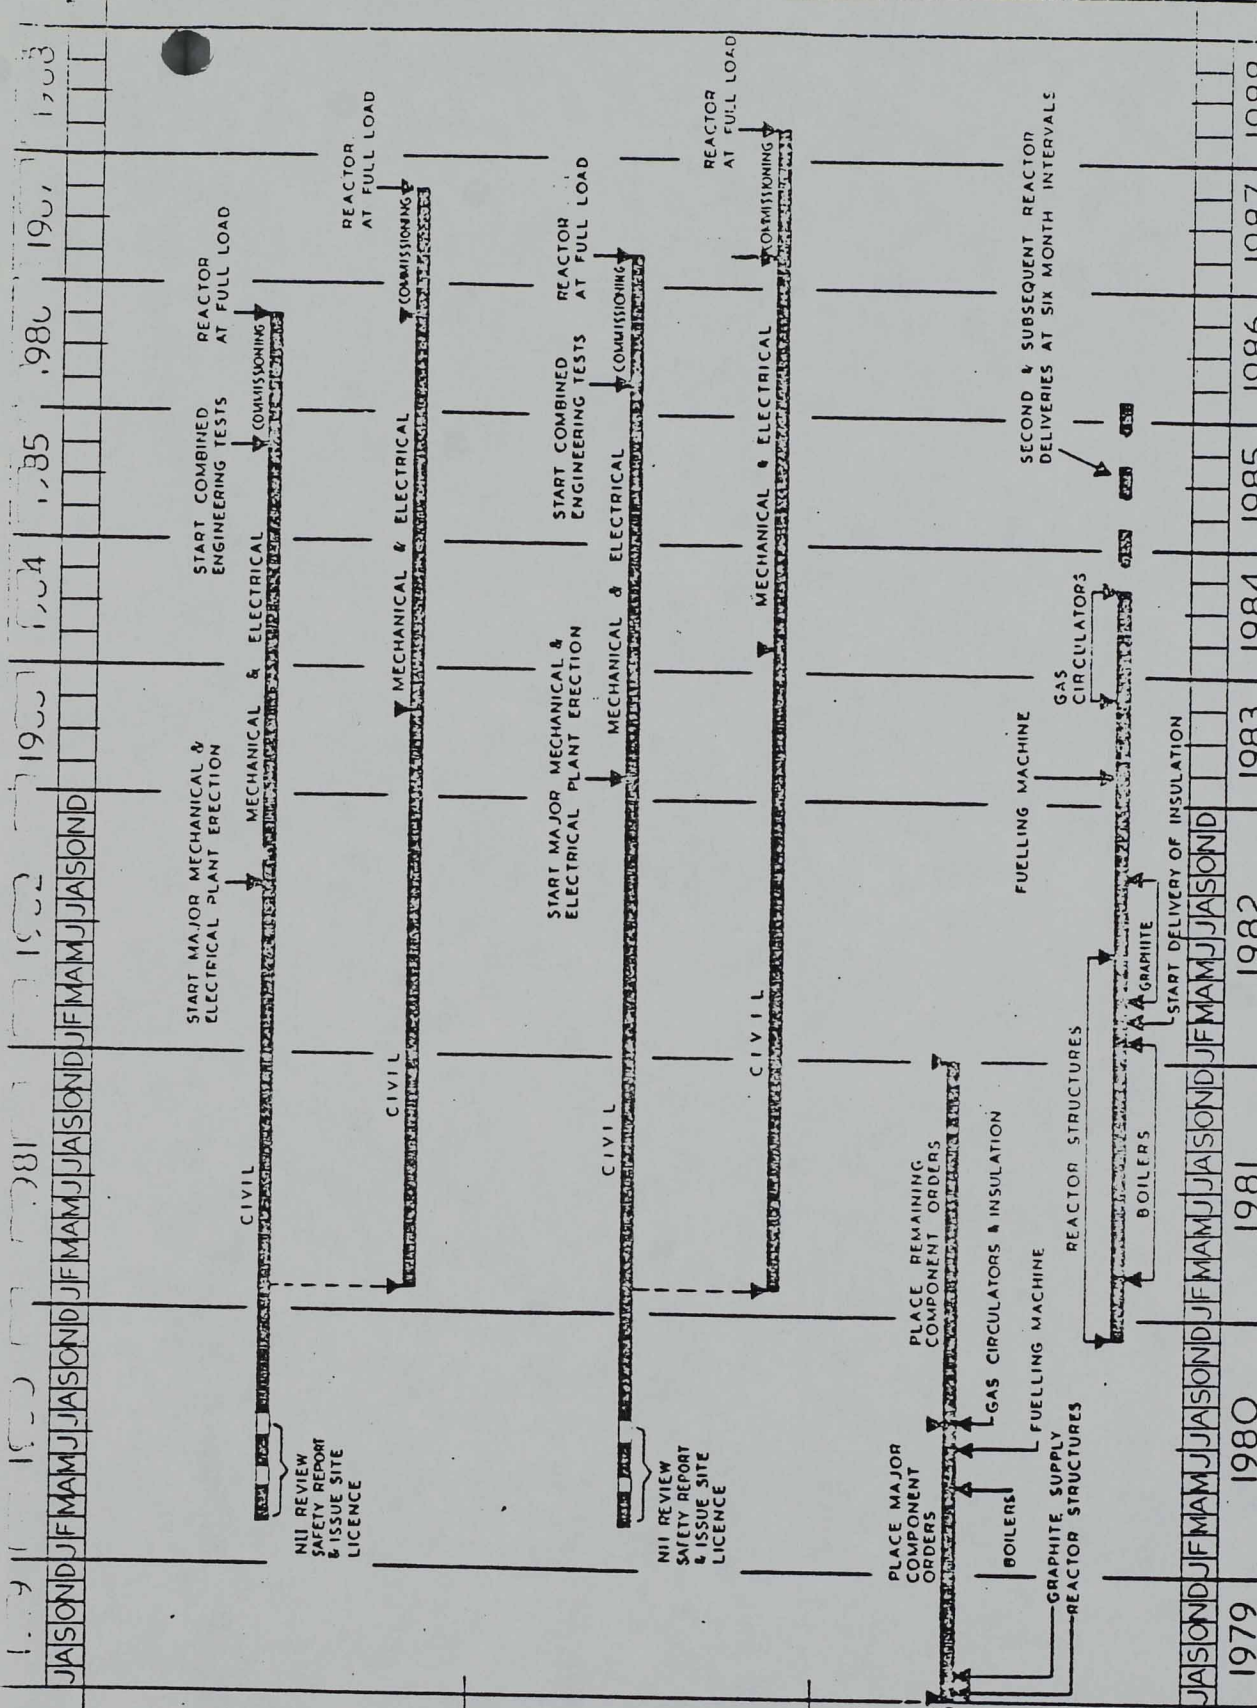 JASONDJFMAMJJASONDJFMAMJJASONDJFMAMJJASOND
NII REVIEW
SAFETY REPORT
& ISSUE SITE
LICENCE
CIVIL
START MAJOR MECHANICAL &
ELECTRICAL PLANT ERECTION
MECHANICAL & ELECTRICAL
START COMBINED
ENGINEERING TESTS
COMMISSIONING
REACTOR
AT FULL LOAD
CIVIL
MECHANICAL & ELECTRICAL
COMMISSIONING
REACTOR
AT FULL LOAD
NII REVIEW
SAFETY REPORT
& ISSUE SITE
LICENCE
CIVIL
START MAJOR MECHANICAL &
ELECTRICAL PLANT ERECTION
MECHANICAL & ELECTRICAL
START COMBINED
ENGINEERING TESTS
COMMISSIONING
REACTOR
AT FULL LOAD
CIVIL
MECHANICAL & ELECTRICAL
COMMISSIONING
REACTOR
AT FULL LOAD
PLACE MAJOR
COMPONENT
ORDERS
PLACE REMAINING
COMPONENT ORDERS
BOILERS
GAS CIRCULATORS & INSULATION
FUELLING MACHINE
GRAPHITE SUPPLY
REACTOR STRUCTURES
REACTOR STRUCTURES
FUELLING MACHINE
GAS
CIRCULATORS
SECOND & SUBSEQUENT REACTOR
DELIVERIES AT SIX MONTH INTERVALS
BOILERS
GRAPHITE
START DELIVERY OF INSULATION
JASONDJFMAMJJASONDJFMAMJJASONDJFMAMJJASOND
1979 1980 1981 1982 1983 1984 1985 1986 1987 1988